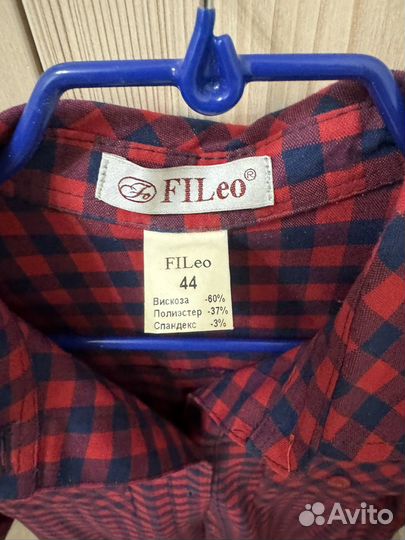 FILeo®
FILeo
44
Вискоза -60%
Полиэстер -37%
Спандекс -3%
Avito